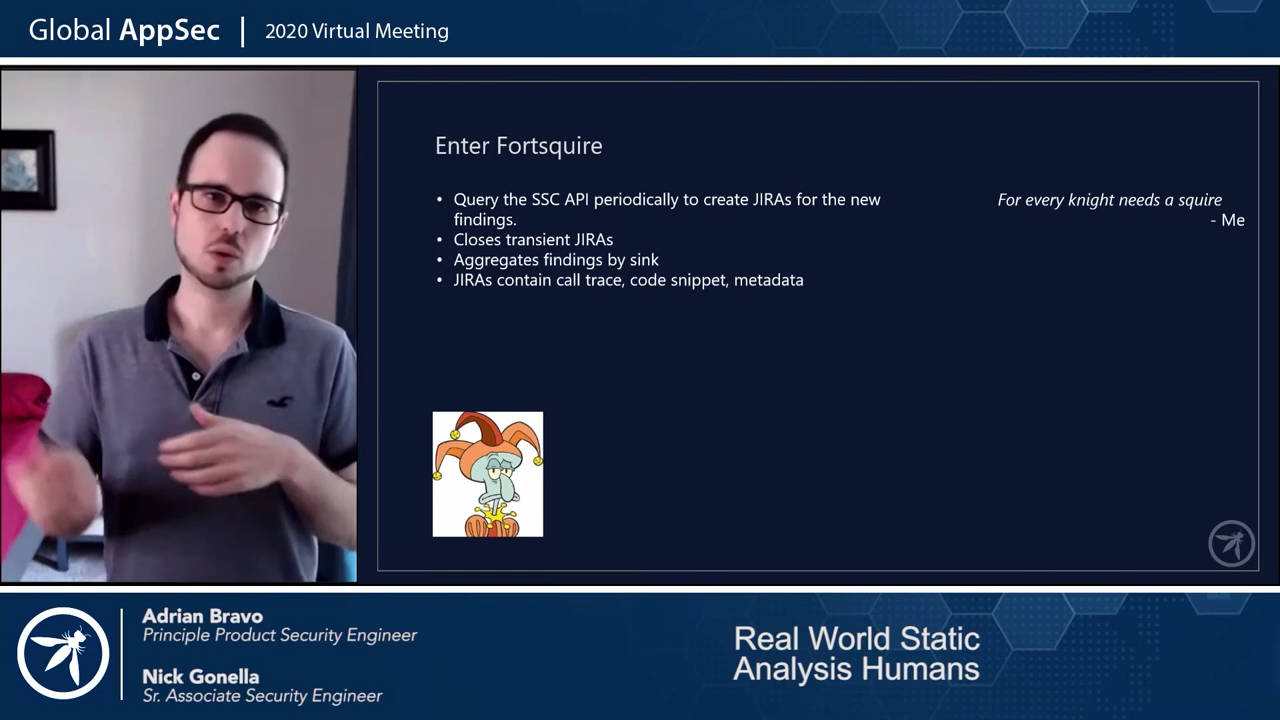 Global AppSec | 2020 Virtual Meeting
Enter Fortsquire
• Query the SSC API periodically to create JIRAs for the new
findings.
• Closes transient JIRAs
• Aggregates findings by sink
• JIRAs contain call trace, code snippet, metadata
For every knight needs a squire
- Me
Adrian Bravo
Principle Product Security Engineer
Nick Gonella
Sr. Associate Security Engineer
Real World Static
Analysis Humans